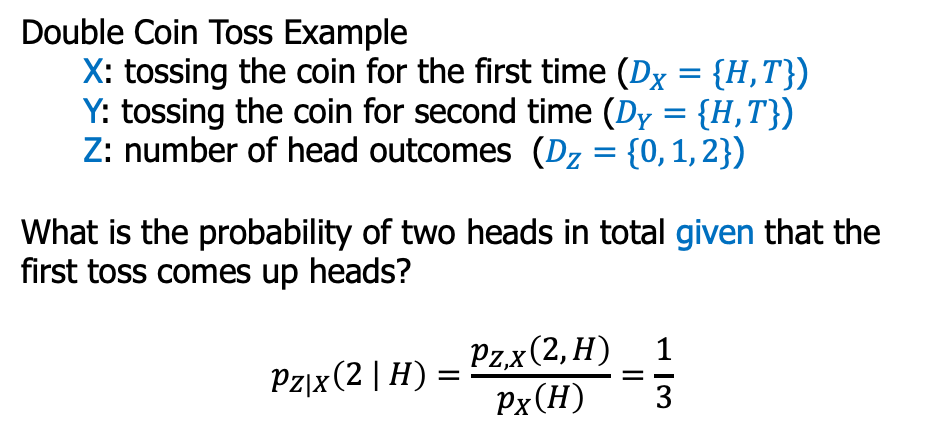 Double Coin Toss Example
X: tossing the coin for the first time (D_X = {H, T})
Y: tossing the coin for second time (D_Y = {H, T})
Z: number of head outcomes (D_Z = {0, 1, 2})
What is the probability of two heads in total given that the
first toss comes up heads?
p_{Z|X}(2 | H) = \frac{p_{Z,X}(2, H)}{p_X(H)} = \frac{1}{3}